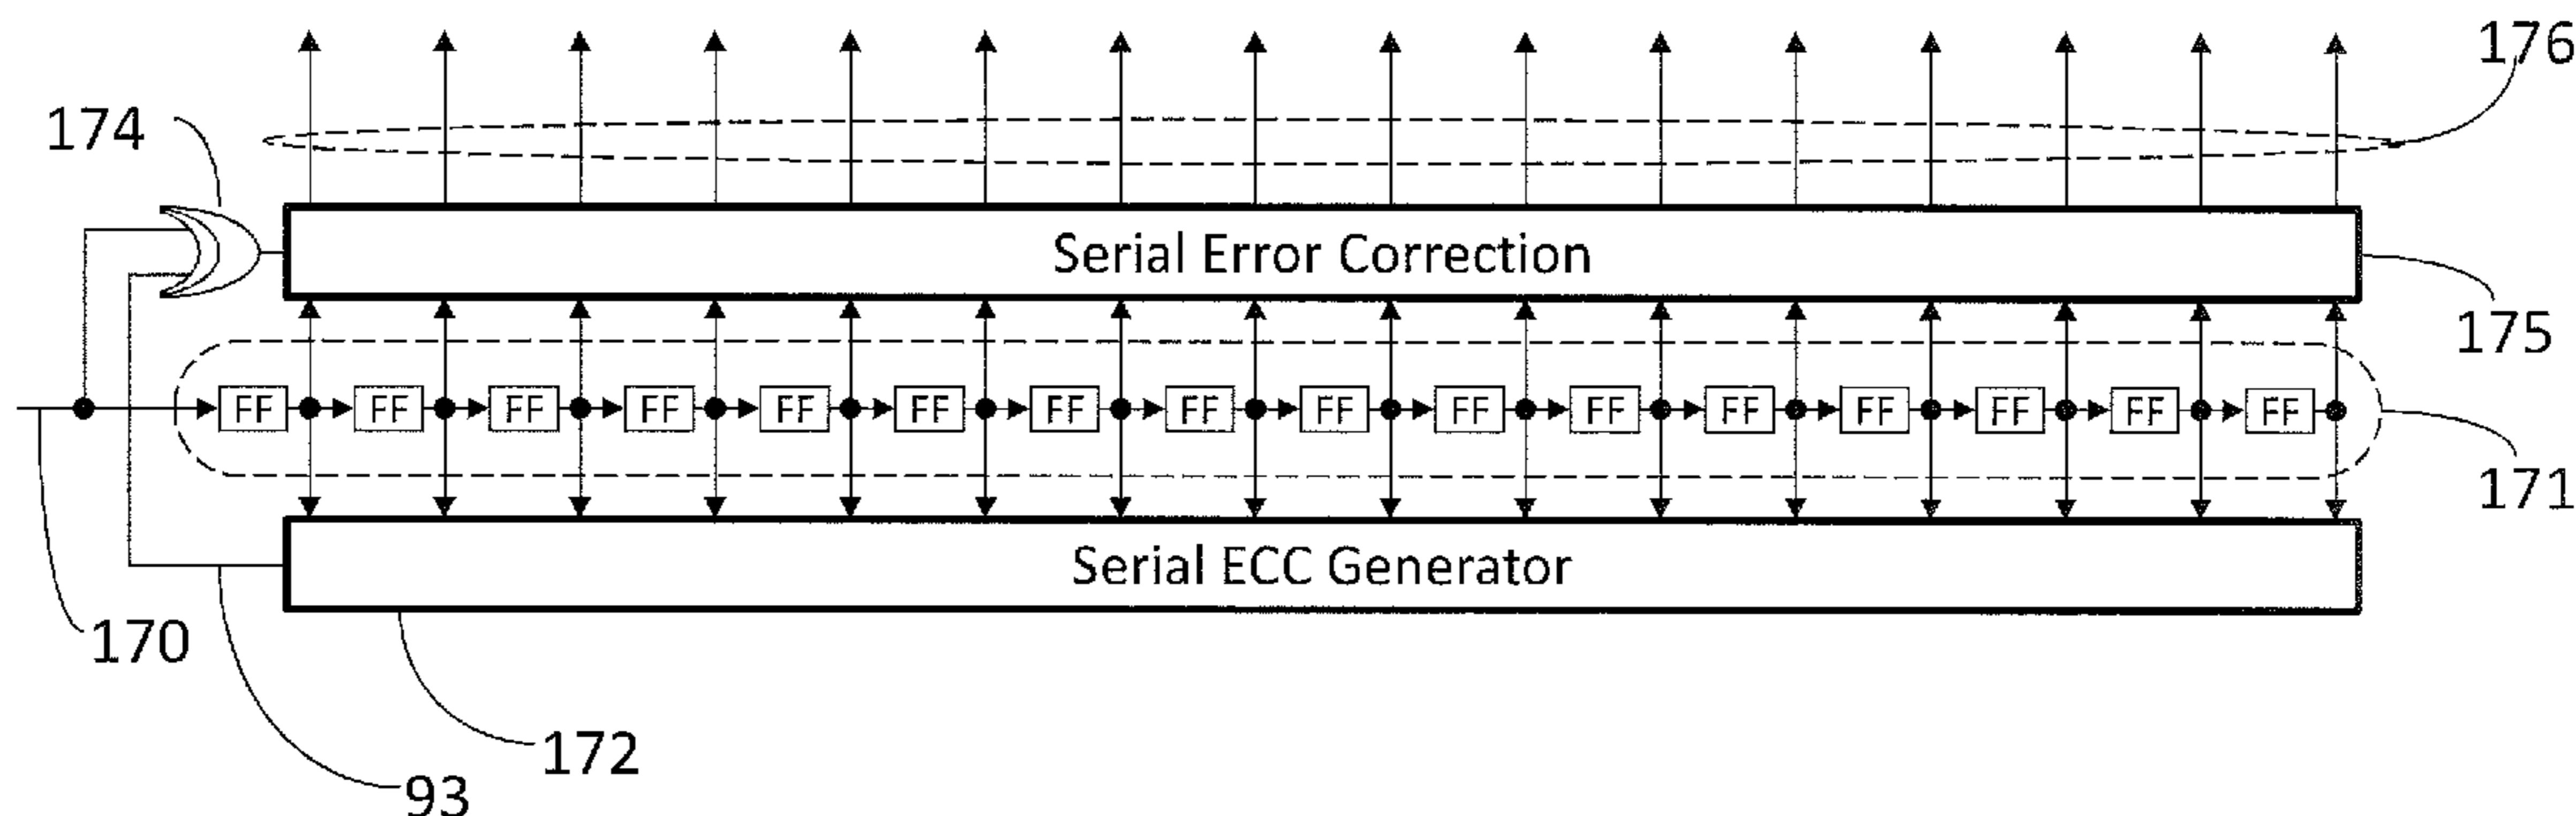 176
174
Serial Error Correction
175
FF FF FF FF FF FF FF FF FF FF FF FF FF FF FF FF
171
Serial ECC Generator
170
172
93